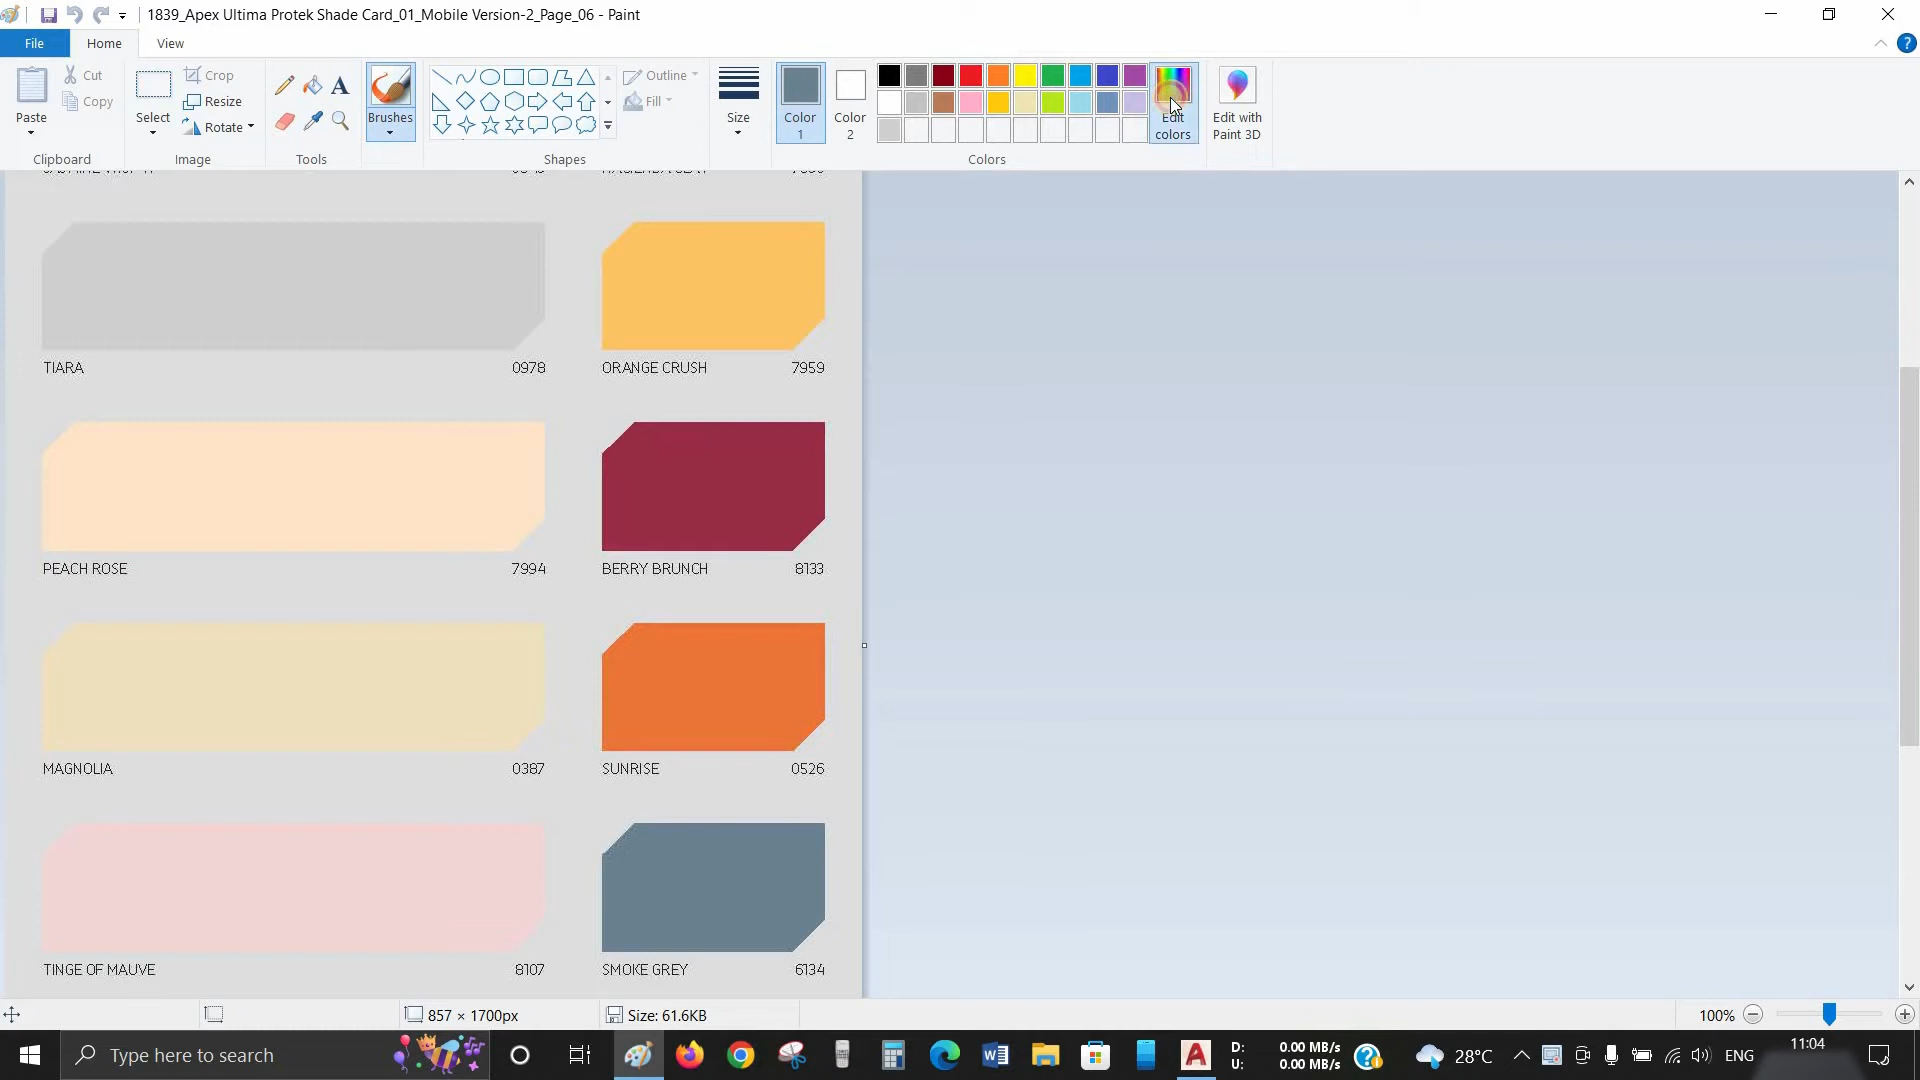 1839_Apex Ultima Protek Shade Card_01_Mobile Version-2_Page_06 - Paint
File Home View
Paste
Cut
Copy
Clipboard
Select
Crop
Resize
Rotate
Image
A
Tools
Brushes
Outline
Fill
Shapes
Size
Color
1
Color
2
Edit
colors
Colors
Edit with
Paint 3D
?
TIARA 0978
ORANGE CRUSH 7959
PEACH ROSE 7994
BERRY BRUNCH 8133
MAGNOLIA 0387
SUNRISE 0526
TINGE OF MAUVE 8107
SMOKE GREY 6134
857 × 1700px
Size: 61.6KB
100%
Type here to search
D: 0.00 MB/s
U: 0.00 MB/s
28°C
ENG
11:04